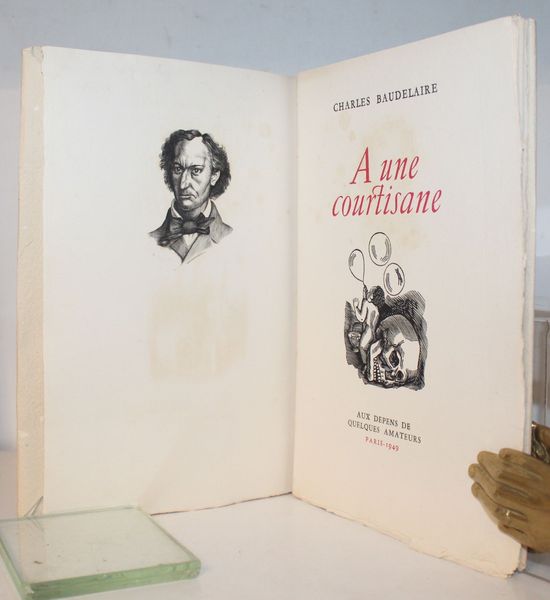 CHARLES BAUDELAIRE
A une
courtisane
AUX DEPENS DE
QUELQUES AMATEURS
PARIS-1949